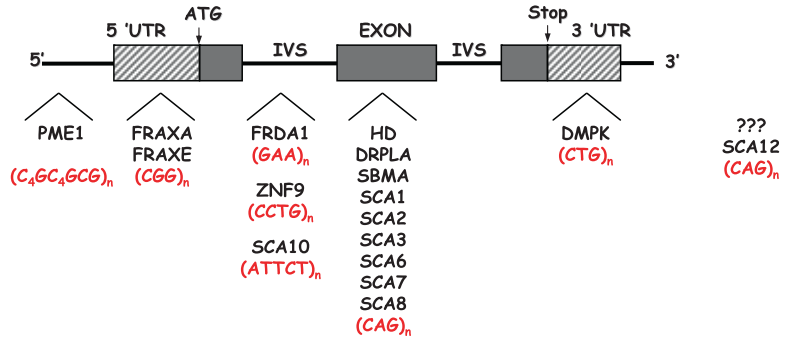 ATG
Stop
5 'UTR
IVS
EXON
IVS
3 'UTR
5'
3'
PME1
(C₄GC₄GCG)ₙ
FRAXA
FRAXE
(CGG)ₙ
FRDA1
(GAA)ₙ
ZNF9
(CCTG)ₙ
SCA10
(ATTCT)ₙ
HD
DRPLA
SBMA
SCA1
SCA2
SCA3
SCA6
SCA7
SCA8
(CAG)ₙ
DMPK
(CTG)ₙ
???
SCA12
(CAG)ₙ